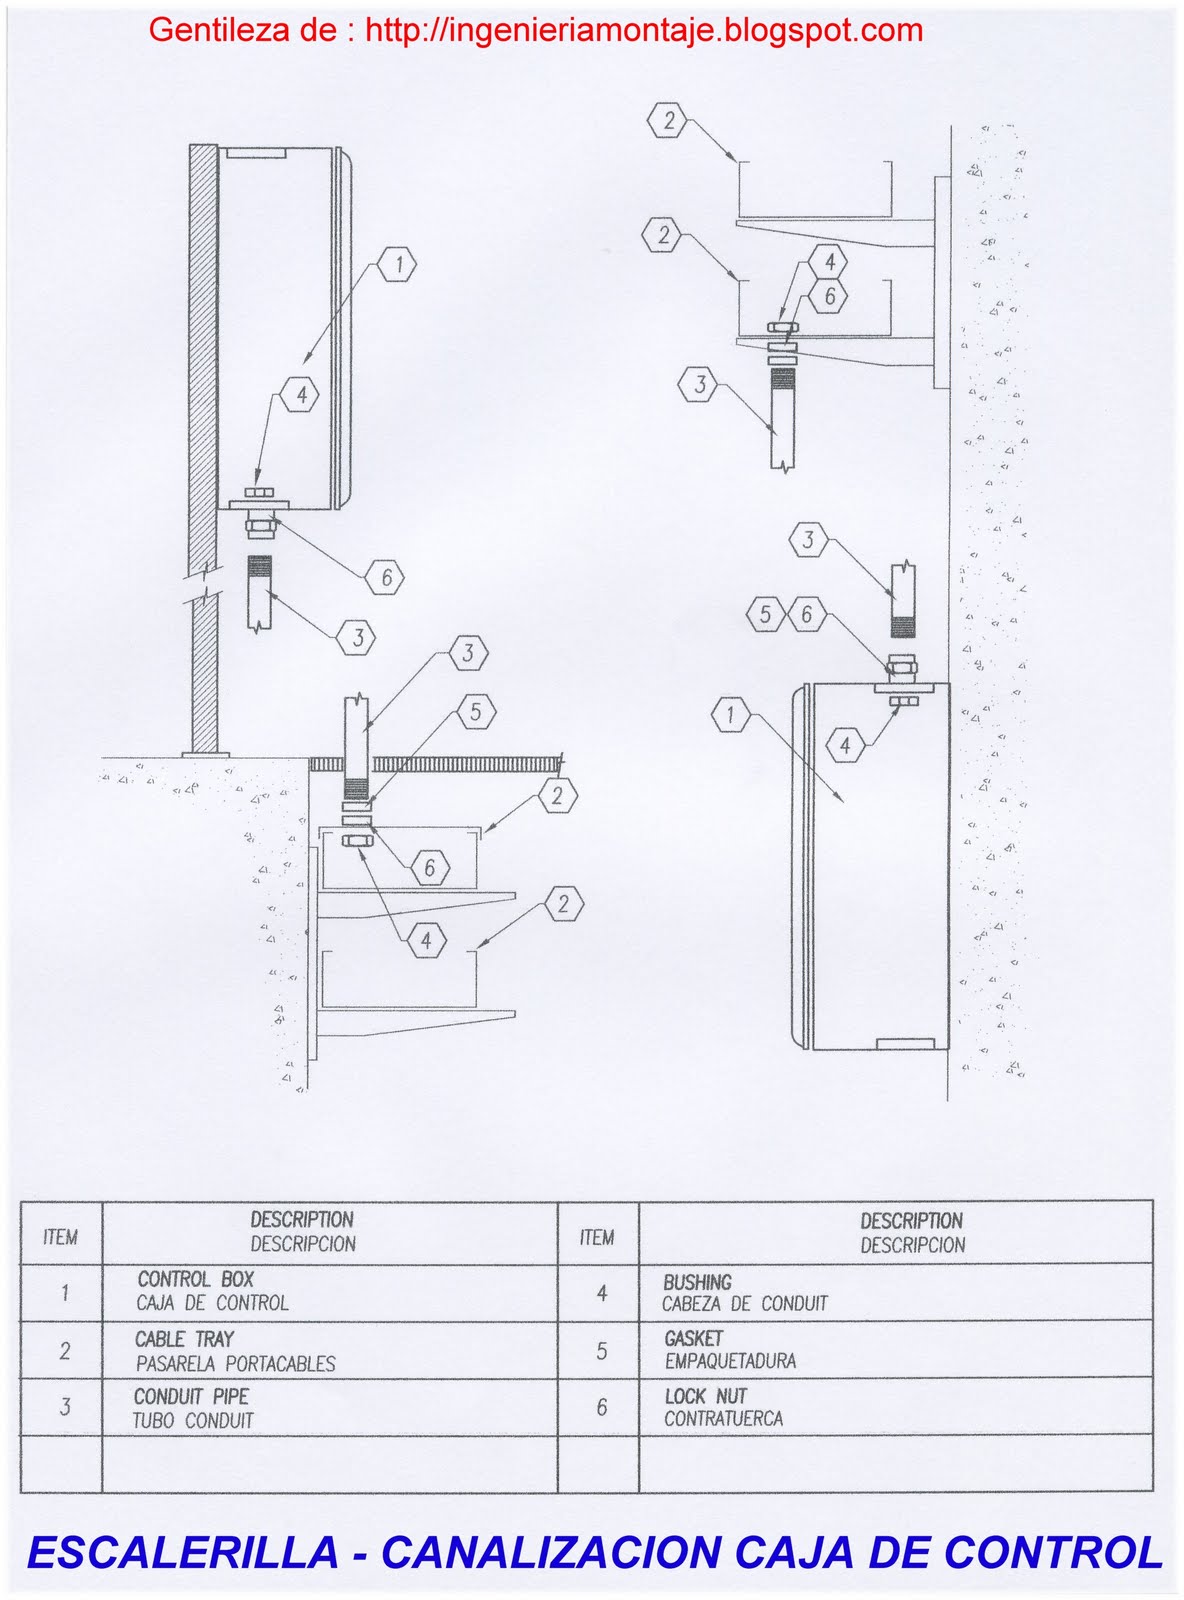 Gentileza de : http://ingenieriamontaje.blogspot.com
2
2
1
4
6
4
3
6
3
3
3
5
5 6
1
4
2
6
2
4
ITEM DESCRIPTION ITEM DESCRIPTION
DESCRIPCION DESCRIPCION
1 CONTROL BOX 4 BUSHING
CAJA DE CONTROL CABEZA DE CONDUIT
2 CABLE TRAY 5 GASKET
PASARELA PORTACABLES EMPAQUETADURA
3 CONDUIT PIPE 6 LOCK NUT
TUBO CONDUIT CONTRATUERCA
ESCALERILLA - CANALIZACION CAJA DE CONTROL